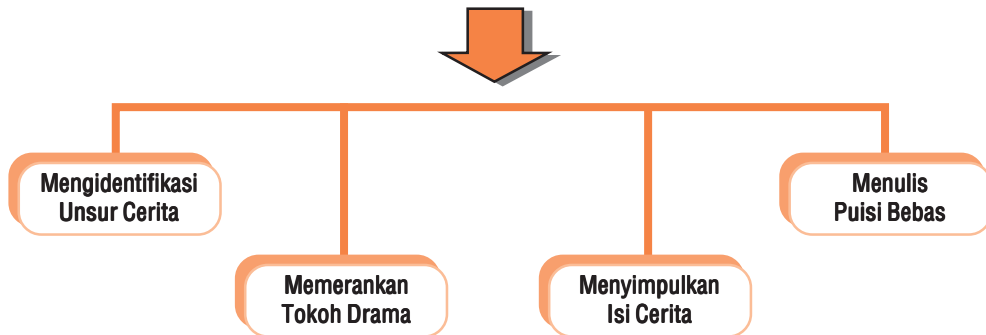 Mengidentifikasi
Unsur Cerita
Memerankan
Tokoh Drama
Menyimpulkan
Isi Cerita
Menulis
Puisi Bebas